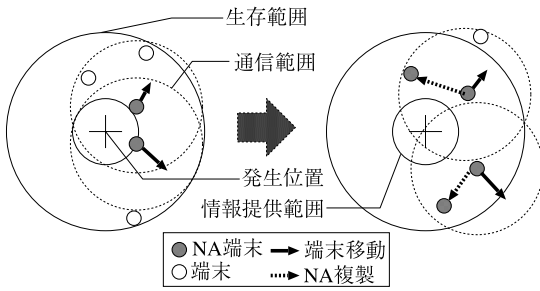 生存範囲
通信範囲
発生位置
情報提供範囲
NA端末
端末移動
端末
NA複製